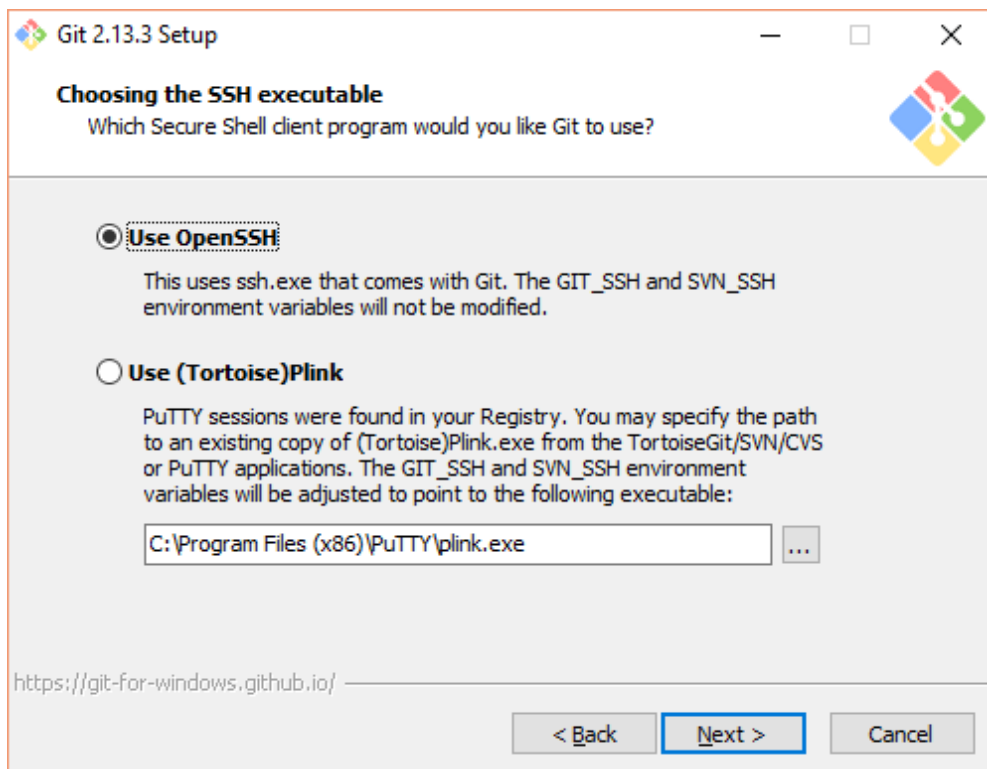 Git 2.13.3 Setup
Choosing the SSH executable
Which Secure Shell client program would you like Git to use?
Use OpenSSH
This uses ssh.exe that comes with Git. The GIT_SSH and SVN_SSH
environment variables will not be modified.
Use (Tortoise)Plink
PuTTY sessions were found in your Registry. You may specify the path
to an existing copy of (Tortoise)Plink.exe from the TortoiseGit/SVN/CVS
or PuTTY applications. The GIT_SSH and SVN_SSH environment
variables will be adjusted to point to the following executable:
C:\Program Files (x86)\PuTTY\plink.exe
...
https://git-for-windows.github.io/
< Back
Next >
Cancel